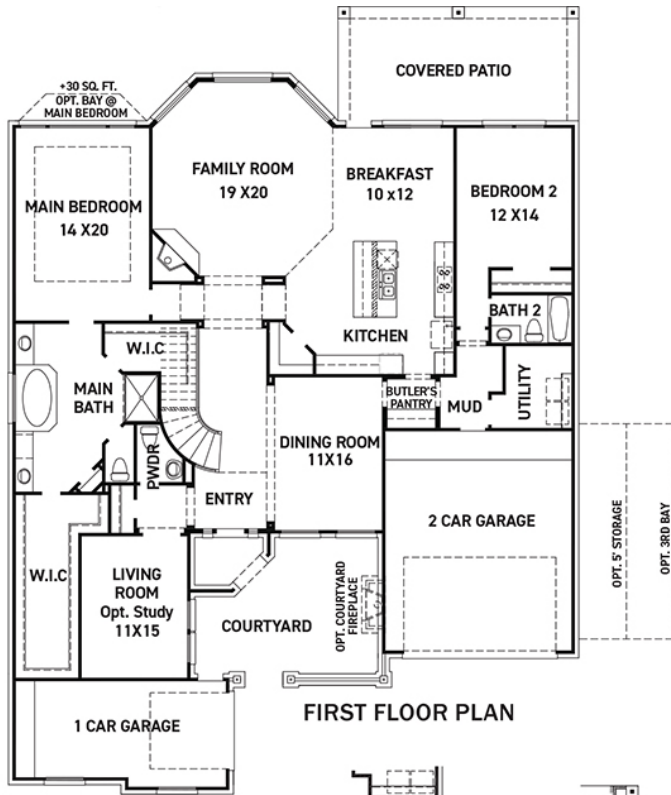 COVERED PATIO
+30 SQ. FT.
OPT. BAY @
MAIN BEDROOM
FAMILY ROOM
19 X20
BREAKFAST
10 x12
BEDROOM 2
12 X14
MAIN BEDROOM
14 X20
BATH 2
KITCHEN
W.I.C
MAIN
BATH
BUTLER'S
PANTRY
MUD
UTILITY
PWDR
DINING ROOM
11X16
ENTRY
2 CAR GARAGE
OPT. 5' STORAGE
OPT. 3RD BAY
W.I.C
LIVING
ROOM
Opt. Study
11X15
COURTYARD
OPT. COURTYARD
FIREPLACE
1 CAR GARAGE
FIRST FLOOR PLAN